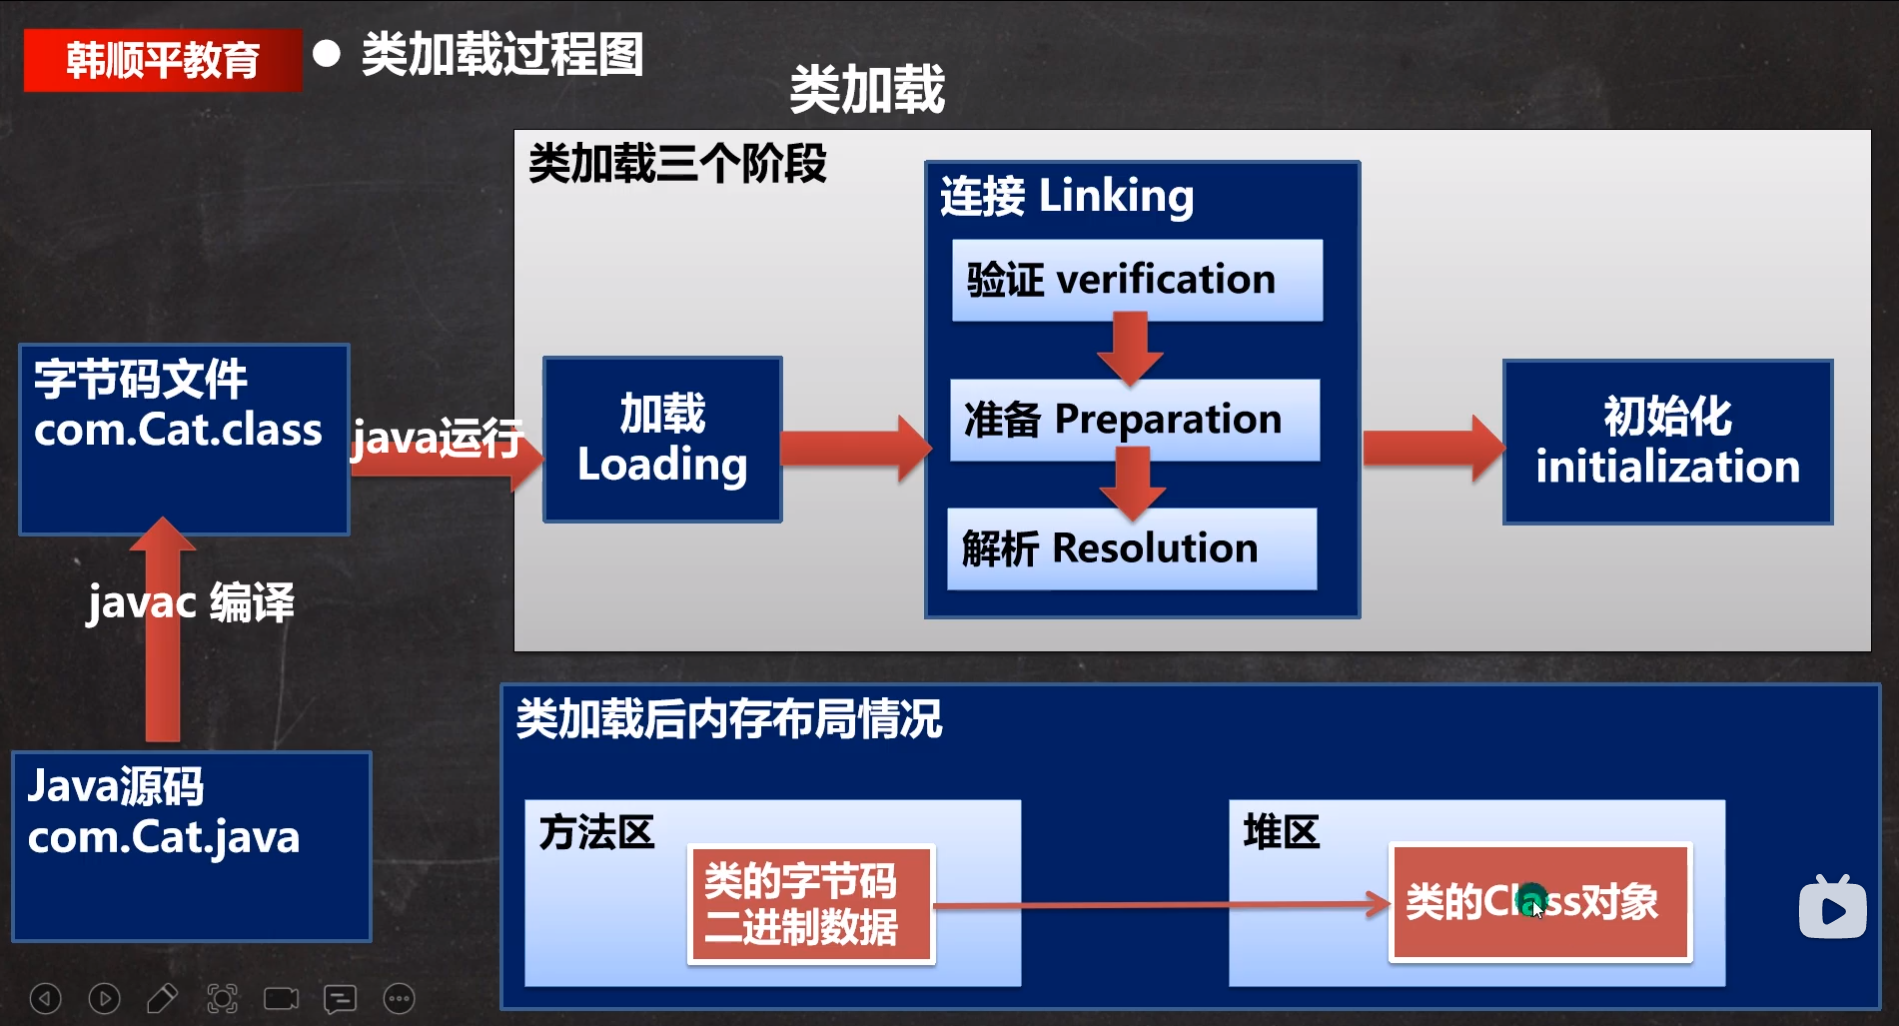 韩顺平教育
● 类加载过程图
类加载
类加载三个阶段
连接 Linking
验证 verification
准备 Preparation
解析 Resolution
字节码文件
com.Cat.class
java运行
加载
Loading
初始化
initialization
javac 编译
Java源码
com.Cat.java
类加载后内存布局情况
方法区
类的字节码
二进制数据
堆区
类的Class对象